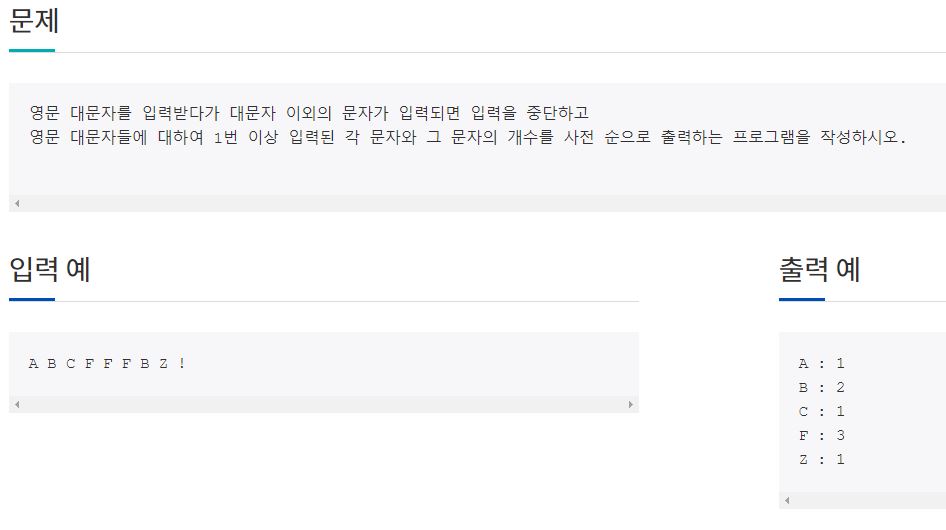 문제
영문 대문자를 입력받다가 대문자 이외의 문자가 입력되면 입력을 중단하고
영문 대문자들에 대하여 1번 이상 입력된 각 문자와 그 문자의 개수를 사전 순으로 출력하는 프로그램을 작성하시오.
입력 예
A B C F F F B Z !
출력 예
A : 1
B : 2
C : 1
F : 3
Z : 1